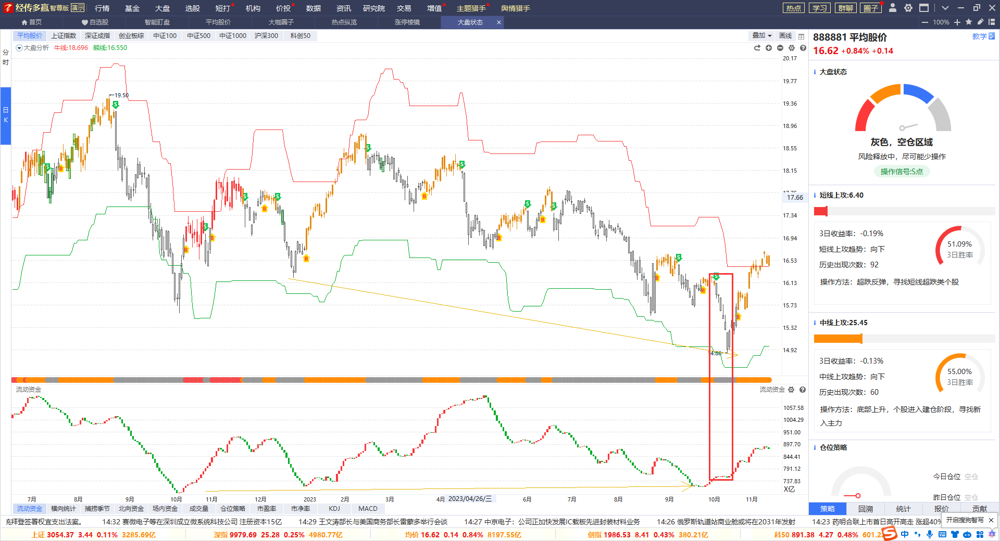 经传多赢 智尊版 演示 行情 基金 大盘 选股 短打 机构 价投 数据 资讯 研究院 交易 增值 主题猎手 舆情猎手 热点 学习 群聊 圈子
首页 自选股 智能盯盘 平均股价 大咖圈子 热点纵览 涨停棱镜 大盘状态 × 100%
平均股价 上证指数 深证成指 创业板综 中证100 中证500 中证1000 沪深300 科创50 叠加 画线
888881 平均股价 教学
大盘分析 牛线:18.696 熊线:16.550
16.62 +0.84% +0.14
分时
日K
20.17
19.77
19.36
18.96
18.55
18.15
17.66
17.34
16.94
16.53
16.13
15.73
15.32
14.92
←19.50
大盘状态
灰色，空仓区域
风险释放中，尽可能少操作
操作信号:S点
短线上攻:6.40
3日收益率：-0.19%
短线上攻趋势：向下
历史出现次数：92
51.09%
3日胜率
操作方法：超跌反弹，寻找短线超跌类个股
中线上攻:25.45
3日收益率：-0.13%
中线上攻趋势：向下
历史出现次数：60
55.00%
3日胜率
操作方法：底部上升，个股进入建仓阶段，寻找新
入主力
仓位策略
今日仓位 空仓
昨日仓位 空仓
流动资金 流动资金
1057.58
1004.29
951.00
897.70
844.41
791.12
737.83
X亿
7月 8月 9月 10月 11月 12月 2023 2月 3月 4月 2023/04/26/三 6月 7月 8月 9月 10月 11月
流动资金 横向统计 捕捞季节 北向资金 场内资金 成交量 仓位策略 市盈率 市净率 KDJ MACD
策略 回溯 统计 报价 贡献
拜登签署权宜支出法案。 14:32 赛微电子等在深圳成立微系统科技公司 注册资本15亿 14:29 王文涛部长与美国商务部长雷蒙多举行会谈 14:27 中京电子：公司正加快发展IC载板先进封装材料业务 14:26 俄罗斯轨道站商业舱或将在2031年发射 14:23 药明合联上市首日高开高走 涨超40%
开启搜狗智写 ×
上证 3054.37 3.44 0.11% 3285.69亿 深指 9979.69 25.28 0.25% 4980.77亿 均价 16.62 0.14 0.84% 8197.55亿 创指 1986.53 8.41 0.43% 380.21亿 科50 891.38 4.27 0.48% 中